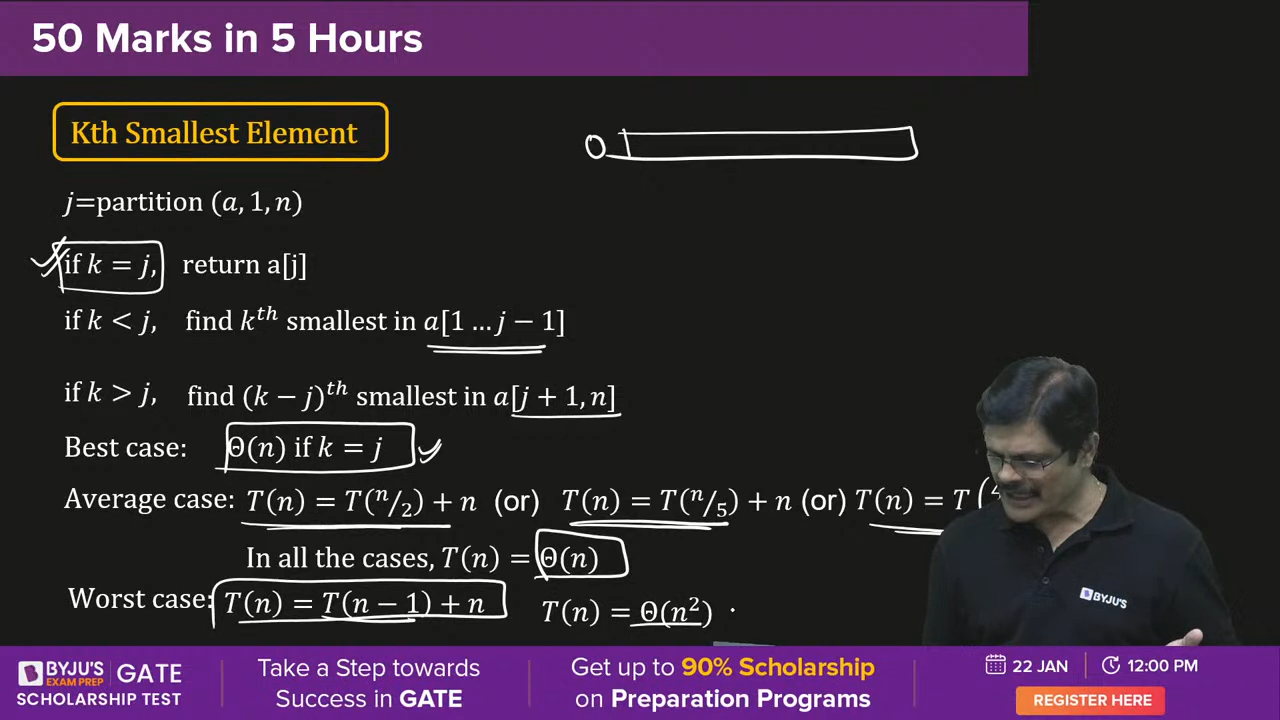 50 Marks in 5 Hours
Kth Smallest Element
0
j=partition (a, 1, n)
if k = j, return a[j]
if k < j, find kᵗʰ smallest in a[1 … j − 1]
if k > j, find (k − j)ᵗʰ smallest in a[j + 1, n]
Best case: Θ(n) if k = j
Average case: T(n) = T(n/2) + n (or) T(n) = T(n/5) + n (or) T(n) = T(
In all the cases, T(n) = Θ(n)
Worst case: T(n) = T(n − 1) + n T(n) = Θ(n²)
BYJU'S
BYJU'S EXAM PREP GATE
SCHOLARSHIP TEST
Take a Step towards
Success in GATE
Get up to 90% Scholarship
on Preparation Programs
22 JAN 12:00 PM
REGISTER HERE